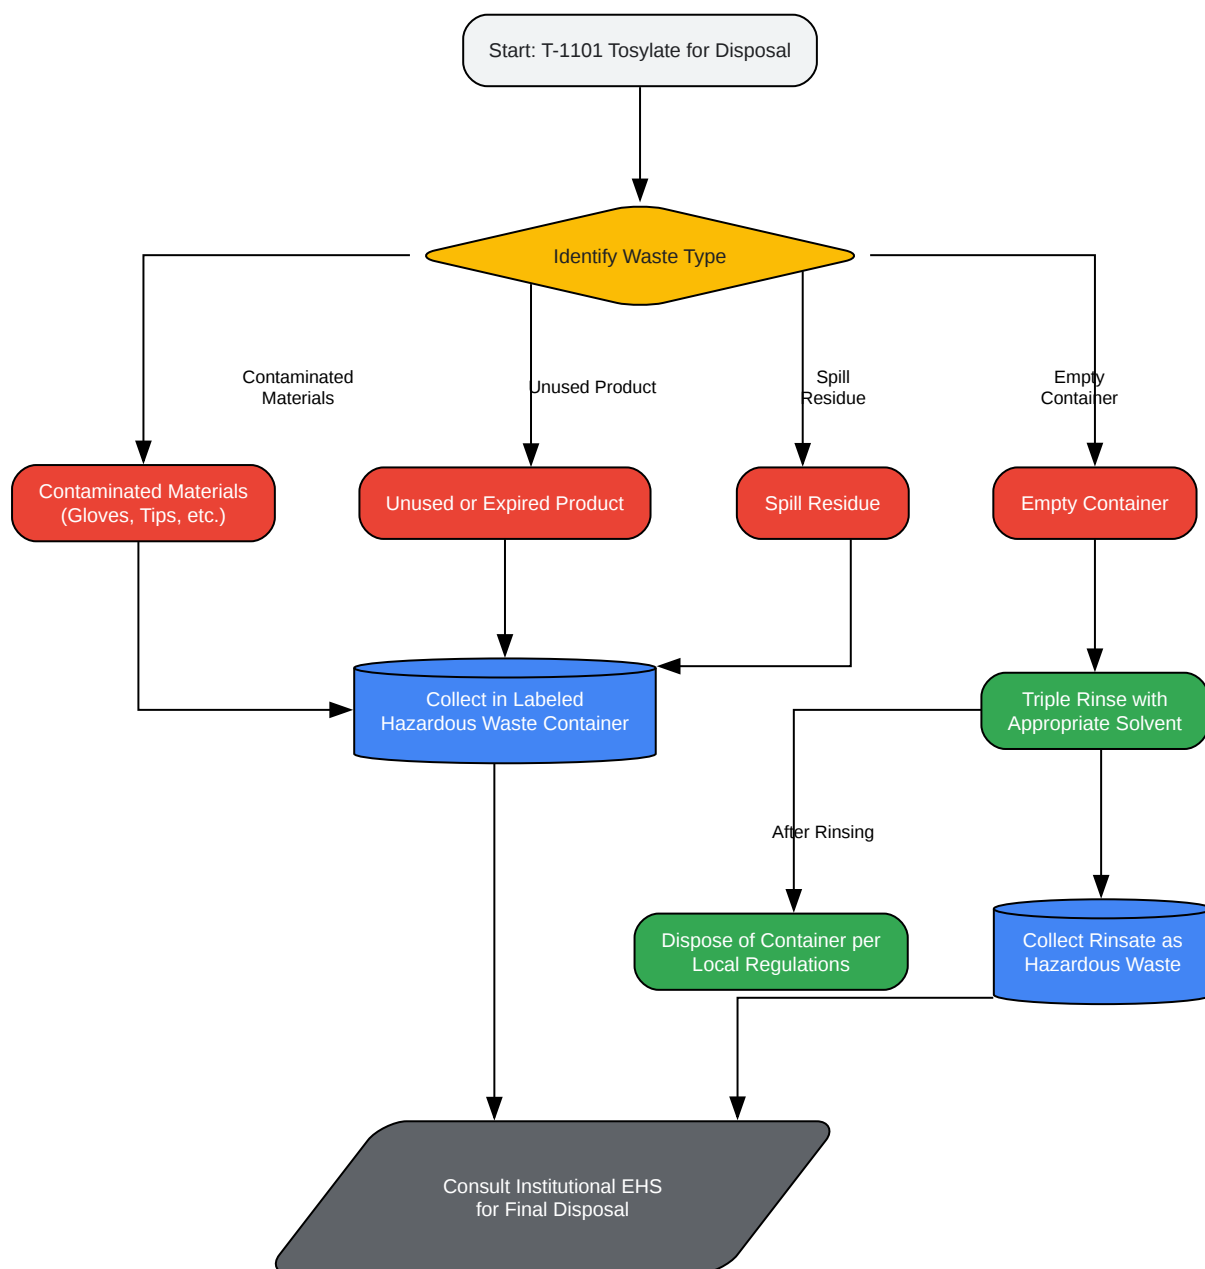 Start: T-1101 Tosylate for Disposal
Identify Waste Type
Contaminated
Materials
Unused Product
Spill
Residue
Empty
Container
Contaminated Materials
(Gloves, Tips, etc.)
Unused or Expired Product
Spill Residue
Empty Container
Collect in Labeled
Hazardous Waste Container
Triple Rinse with
Appropriate Solvent
After Rinsing
Dispose of Container per
Local Regulations
Collect Rinsate as
Hazardous Waste
Consult Institutional EHS
for Final Disposal